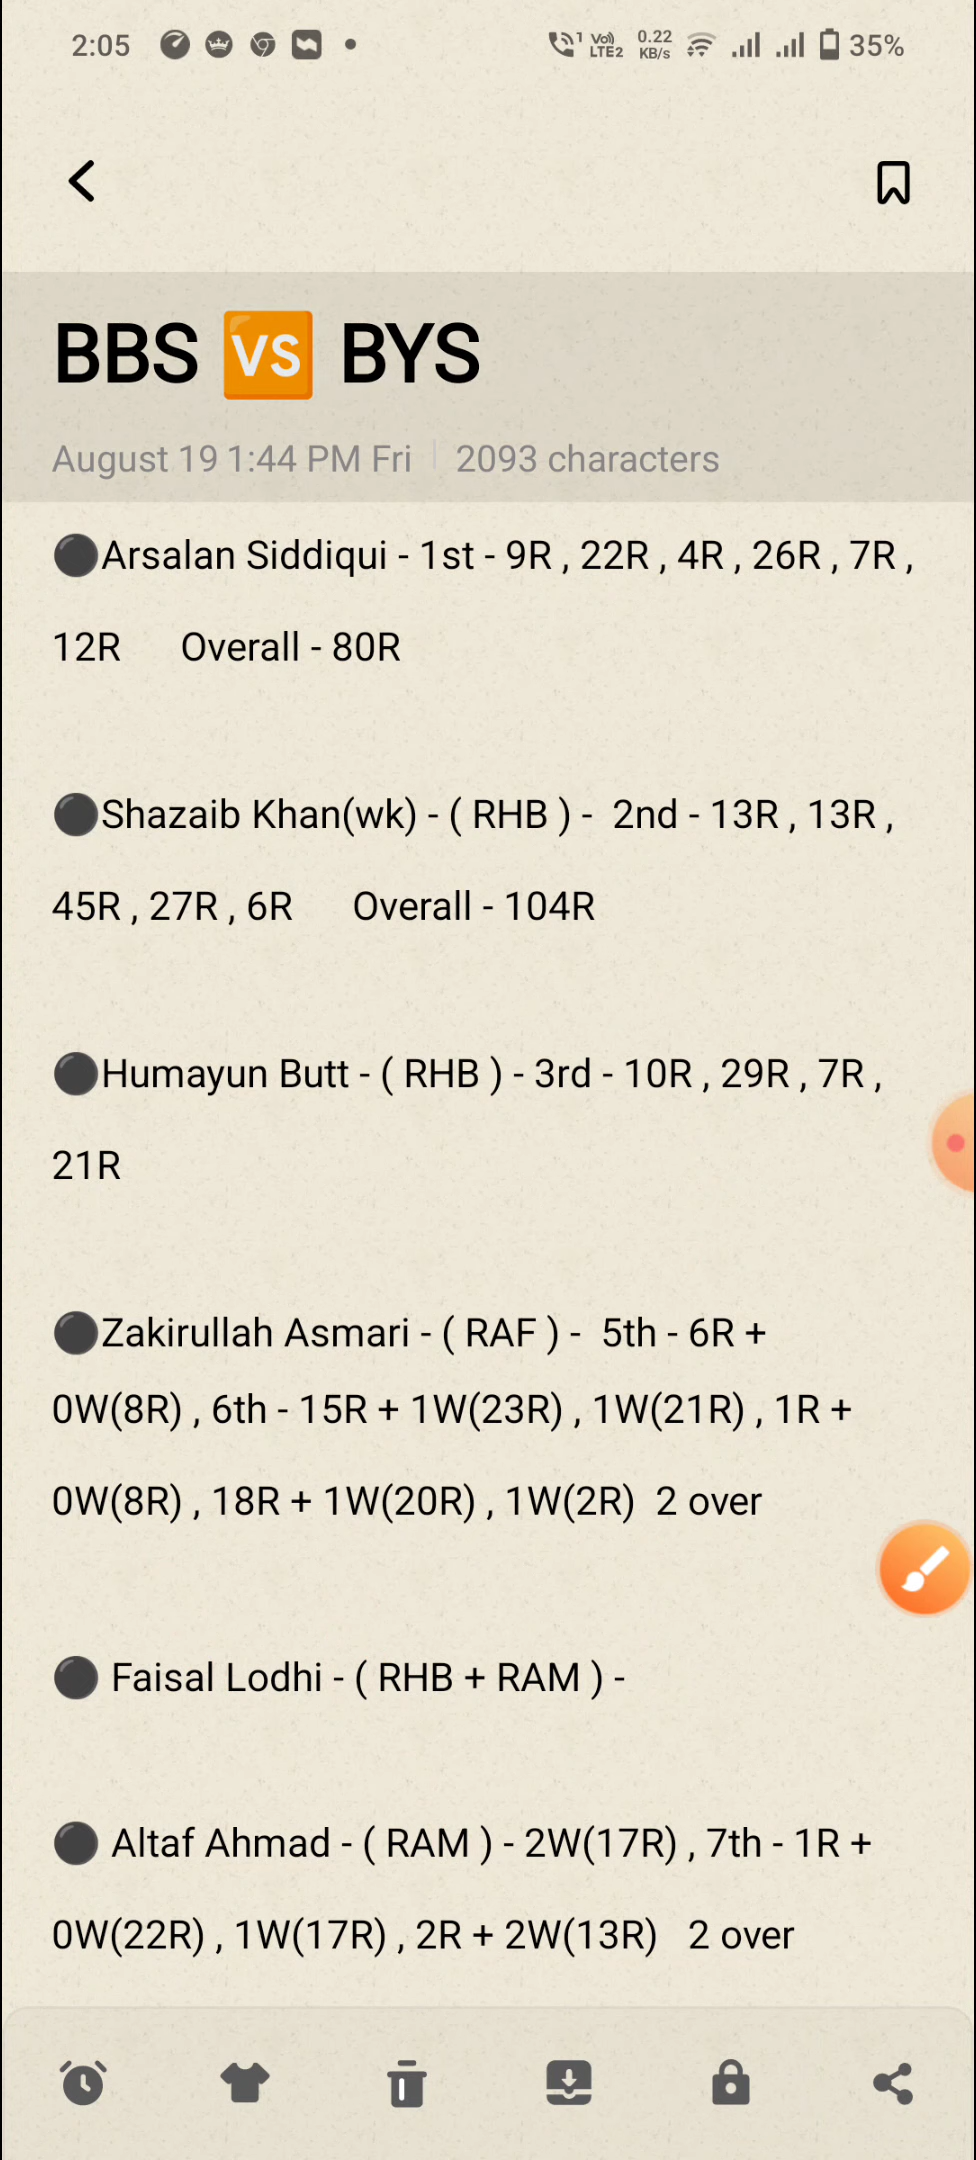 2:05 1 Vo) LTE2 0.22 KB/s 35%
BBS VS BYS
August 19 1:44 PM Fri | 2093 characters
Arsalan Siddiqui - 1st - 9R , 22R , 4R , 26R , 7R ,
12R Overall - 80R
Shazaib Khan(wk) - ( RHB ) - 2nd - 13R , 13R ,
45R , 27R , 6R Overall - 104R
Humayun Butt - ( RHB ) - 3rd - 10R , 29R , 7R ,
21R
Zakirullah Asmari - ( RAF ) - 5th - 6R +
0W(8R) , 6th - 15R + 1W(23R) , 1W(21R) , 1R +
0W(8R) , 18R + 1W(20R) , 1W(2R) 2 over
Faisal Lodhi - ( RHB + RAM ) -
Altaf Ahmad - ( RAM ) - 2W(17R) , 7th - 1R +
0W(22R) , 1W(17R) , 2R + 2W(13R) 2 over